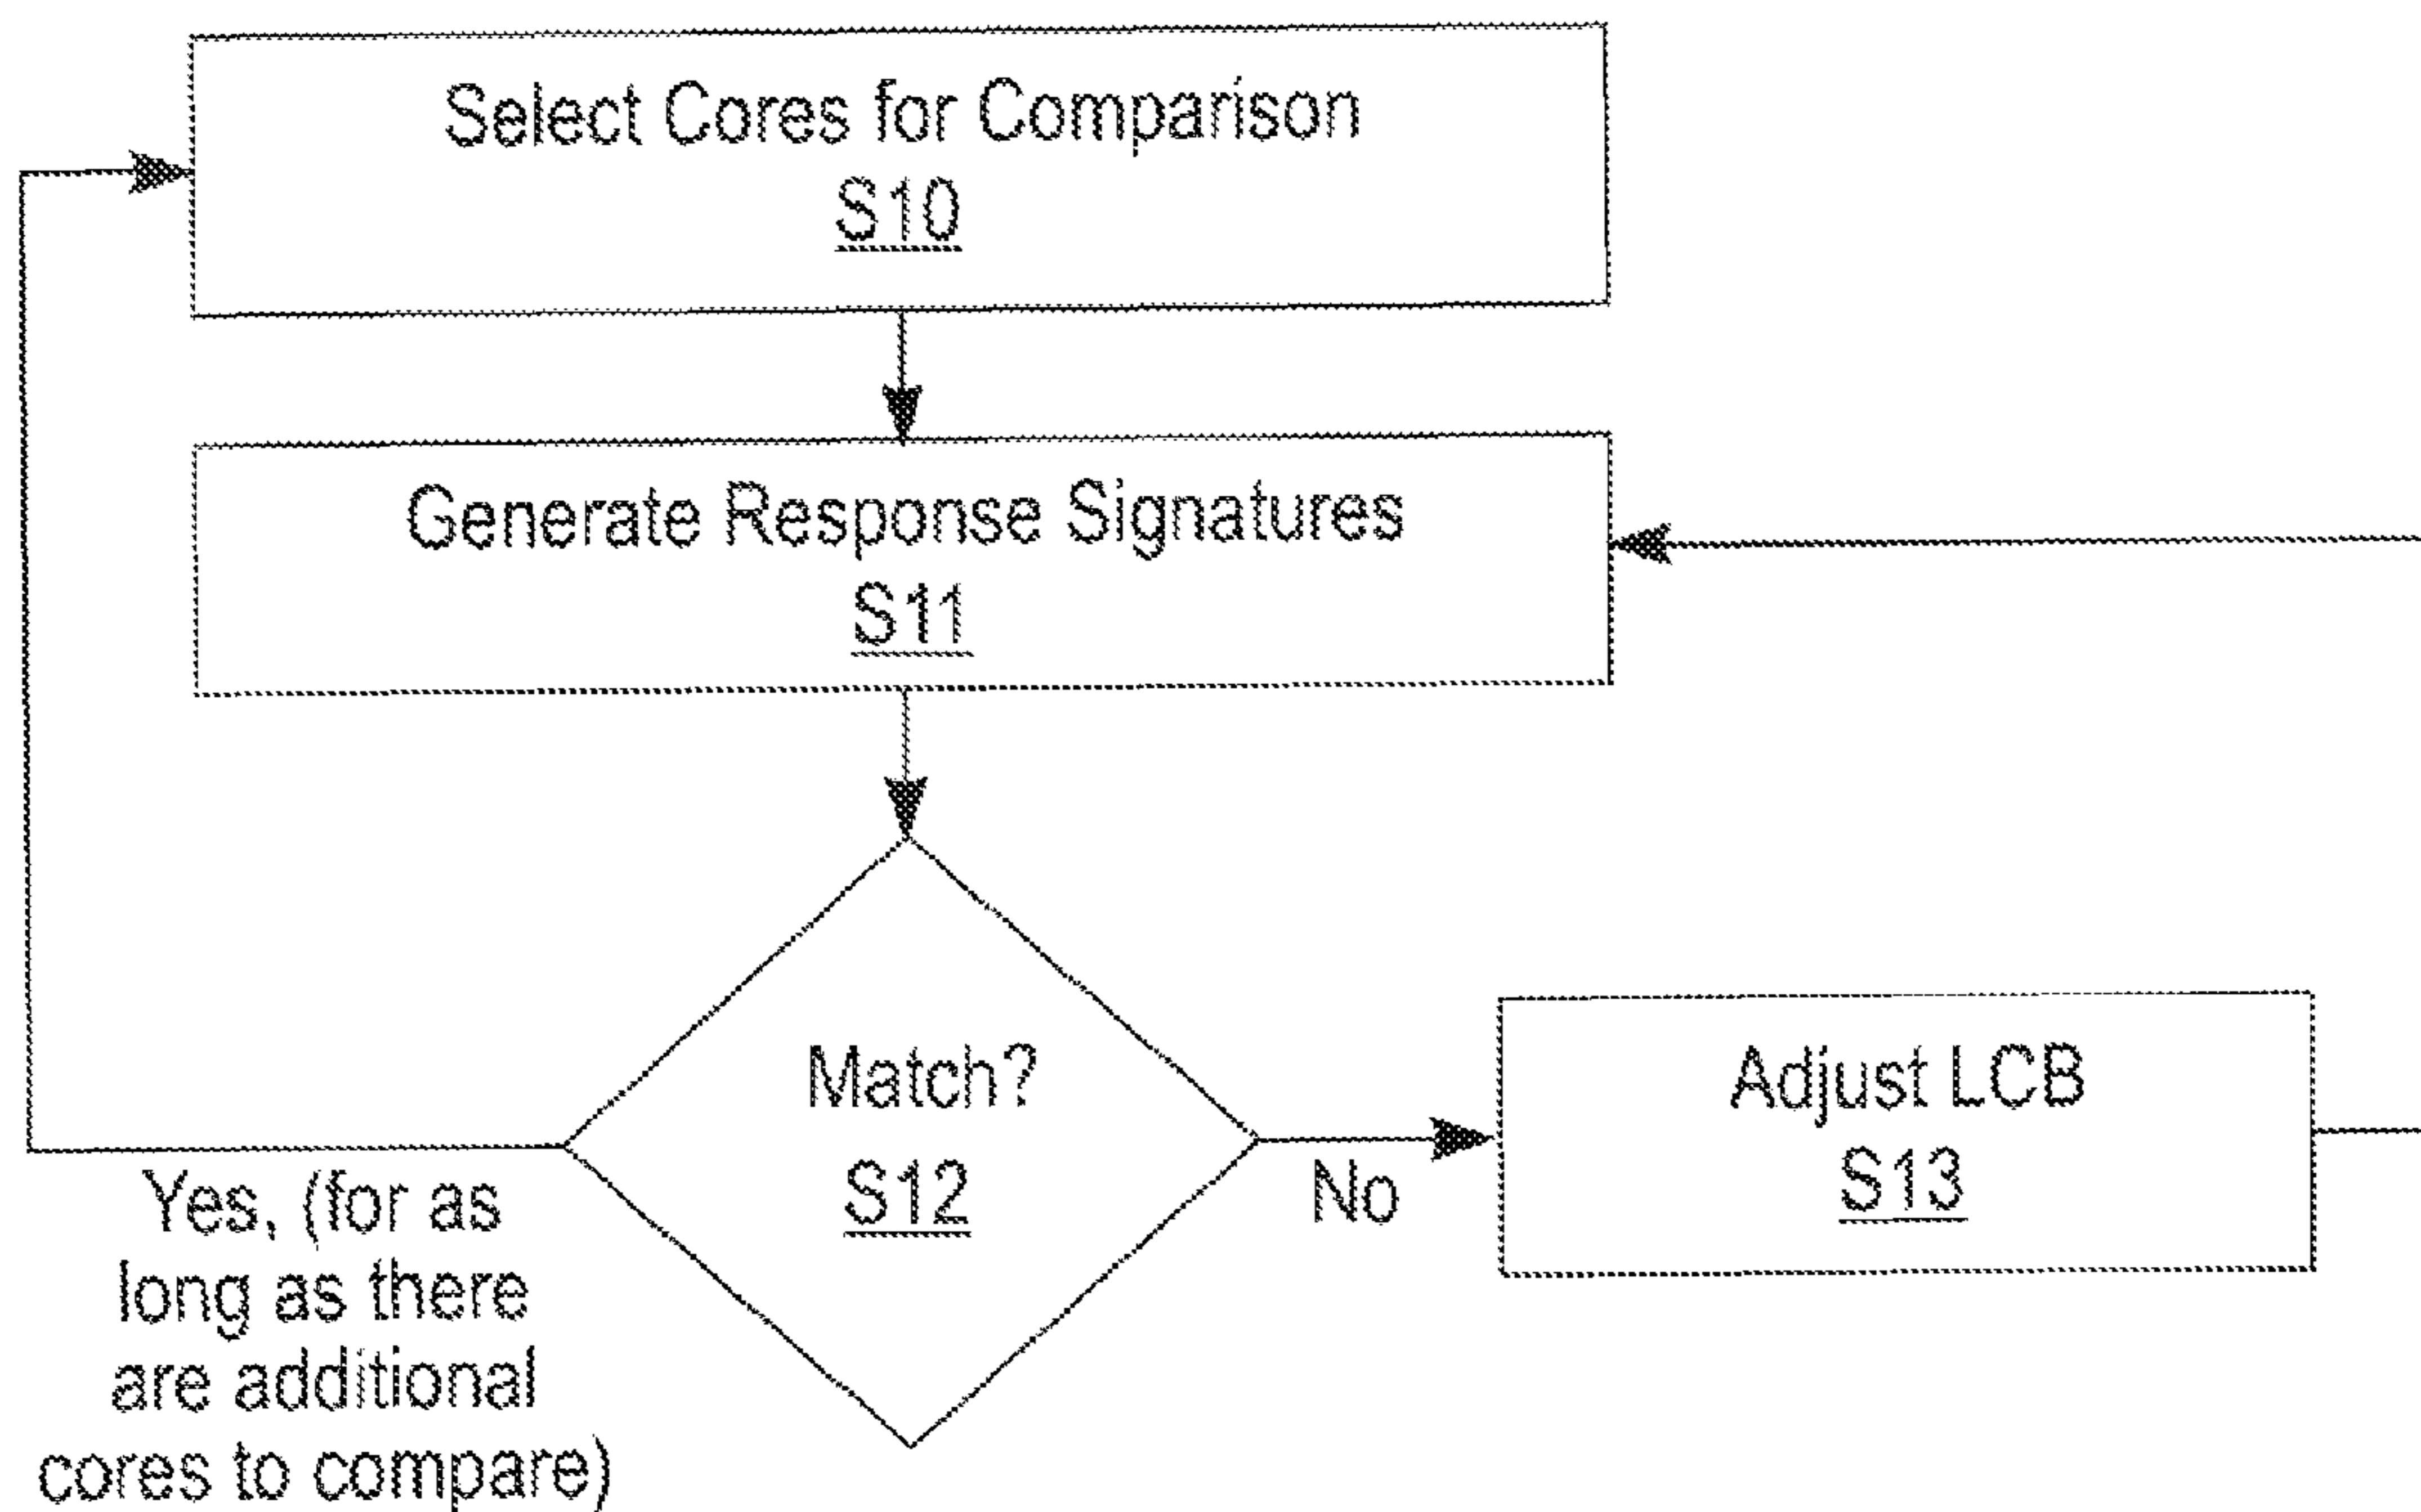 Select Cores for Comparison
S10
Generate Response Signatures
S11
Match?
S12
No
Adjust LCB
S13
Yes, (for as
long as there
are additional
cores to compare)